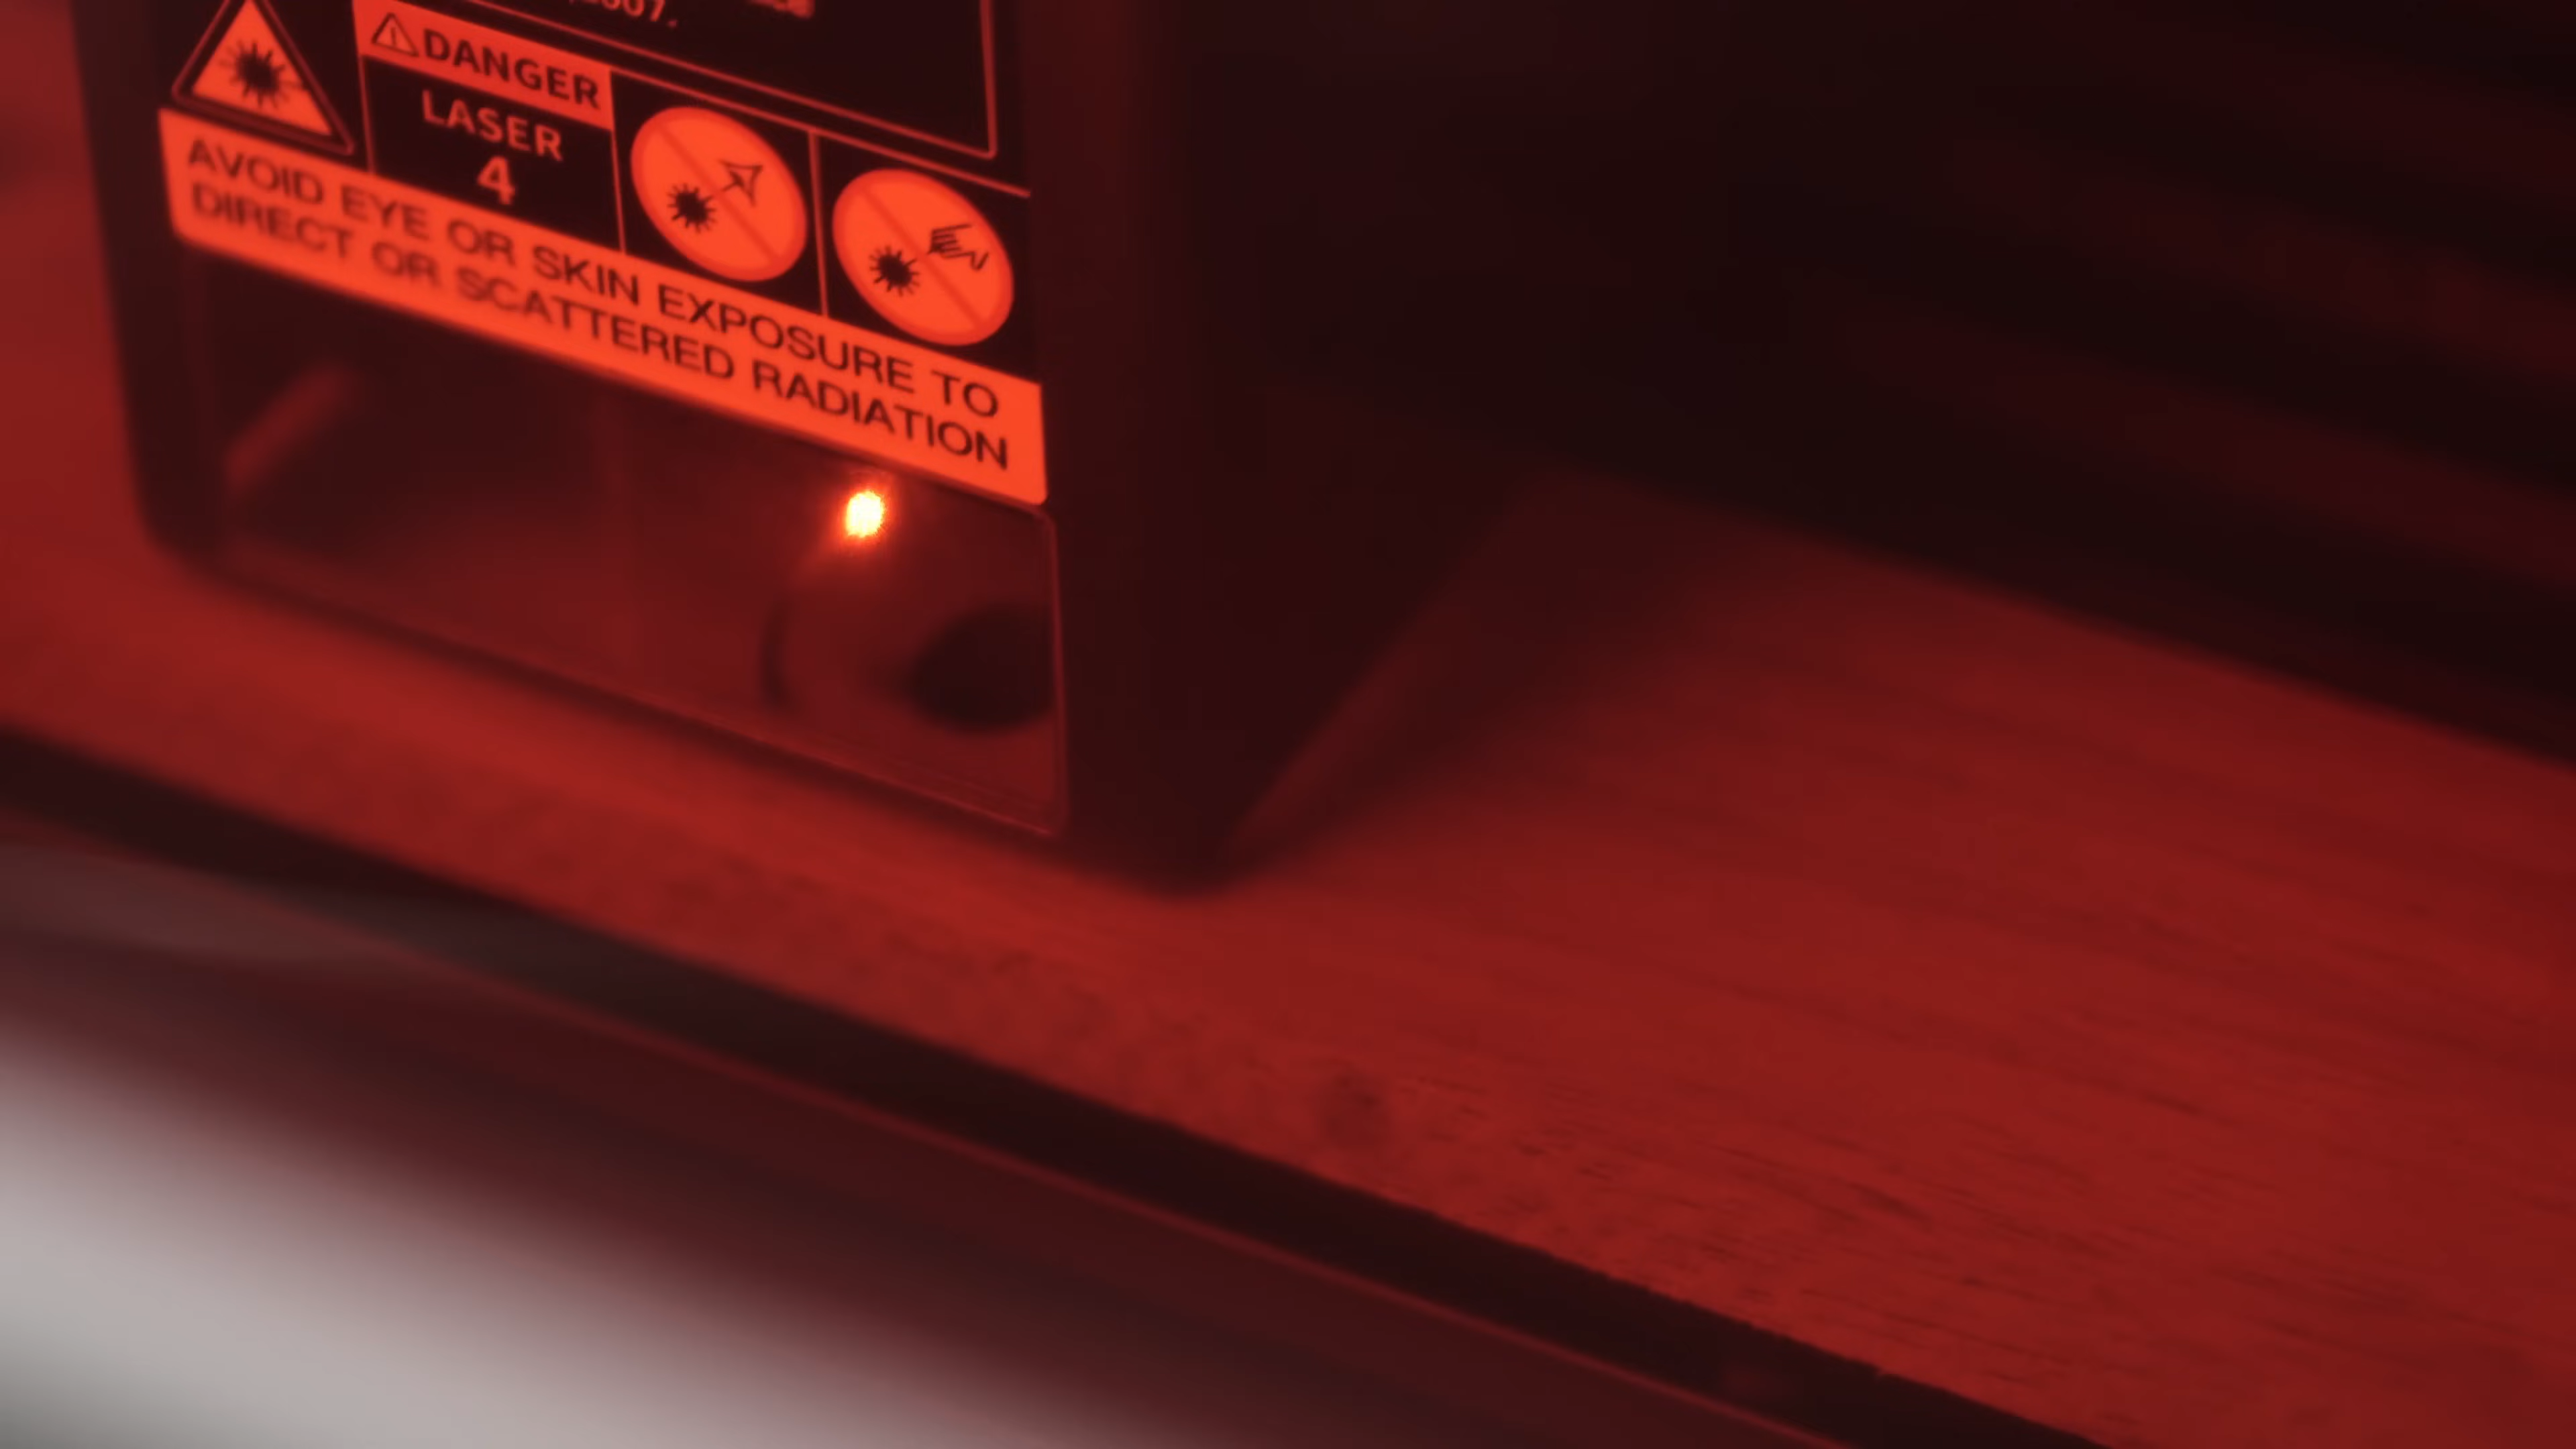 DANGER
LASER
4
AVOID EYE OR SKIN EXPOSURE TO
DIRECT OR SCATTERED RADIATION